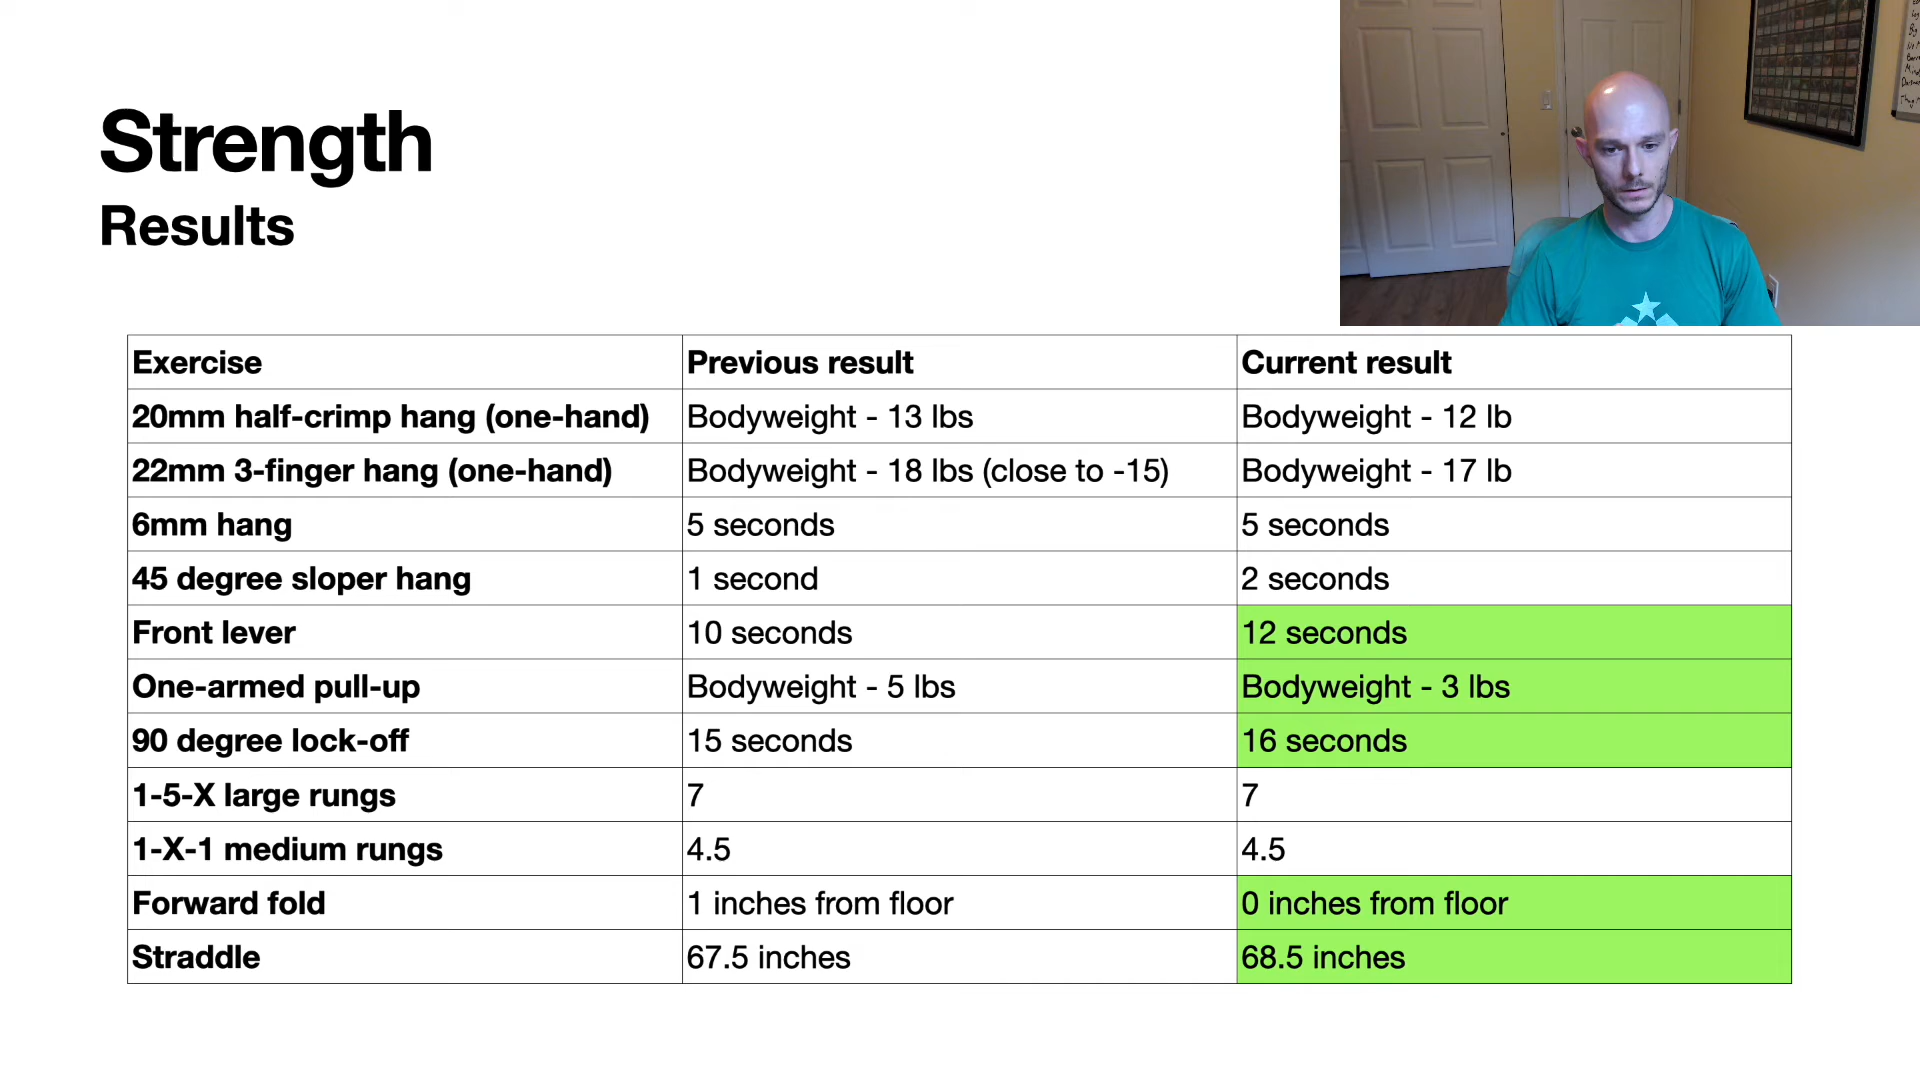 Strength
Results
Exercise Previous result Current result
20mm half-crimp hang (one-hand) Bodyweight - 13 lbs Bodyweight - 12 lb
22mm 3-finger hang (one-hand) Bodyweight - 18 lbs (close to -15) Bodyweight - 17 lb
6mm hang 5 seconds 5 seconds
45 degree sloper hang 1 second 2 seconds
Front lever 10 seconds 12 seconds
One-armed pull-up Bodyweight - 5 lbs Bodyweight - 3 lbs
90 degree lock-off 15 seconds 16 seconds
1-5-X large rungs 7 7
1-X-1 medium rungs 4.5 4.5
Forward fold 1 inches from floor 0 inches from floor
Straddle 67.5 inches 68.5 inches